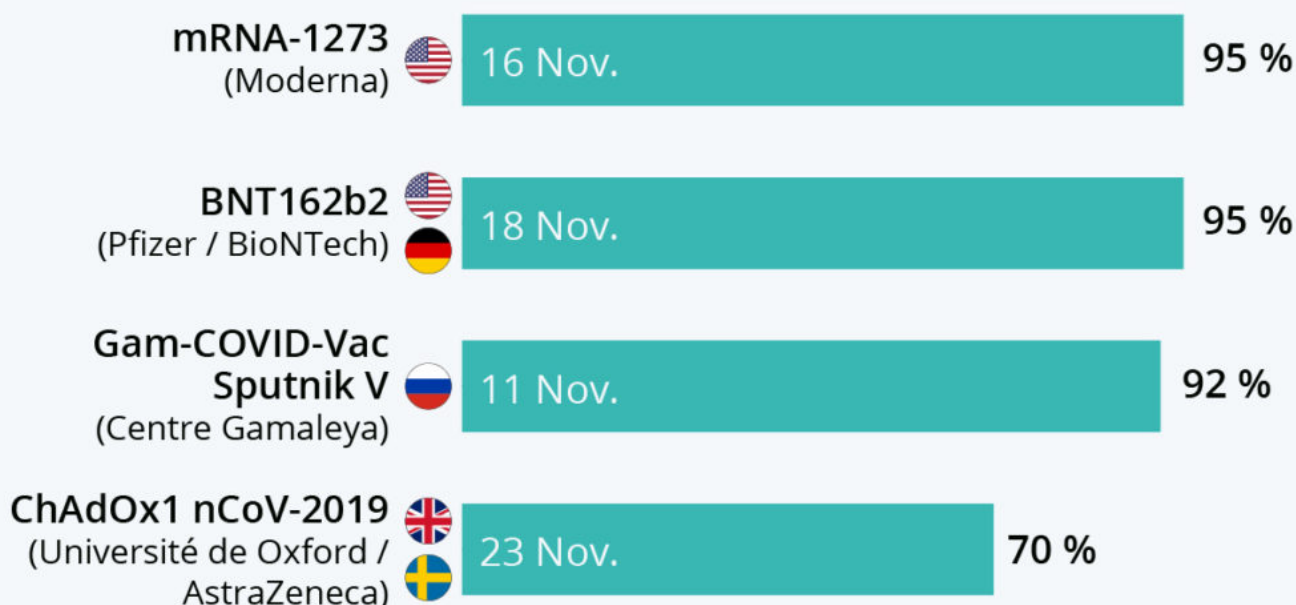 mRNA-1273
(Moderna)
16 Nov.
95 %
BNT162b2
(Pfizer / BioNTech)
18 Nov.
95 %
Gam-COVID-Vac
Sputnik V
(Centre Gamaleya)
11 Nov.
92 %
ChAdOx1 nCoV-2019
(Université de Oxford /
AstraZeneca)
23 Nov.
70 %